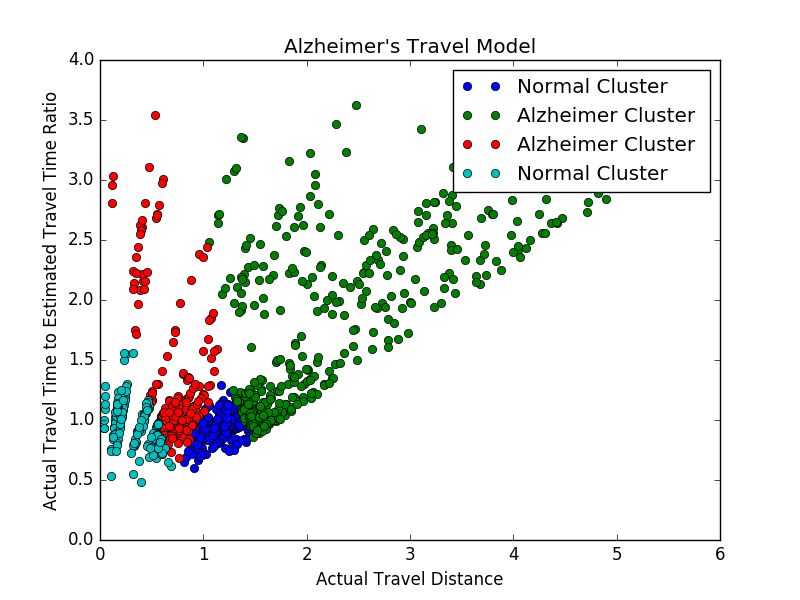 Alzheimer's Travel Model
Normal Cluster
Alzheimer Cluster
Alzheimer Cluster
Normal Cluster
Actual Travel Time to Estimated Travel Time Ratio
4.0
3.5
3.0
2.5
2.0
1.5
1.0
0.5
0.0
0 1 2 3 4 5 6
Actual Travel Distance